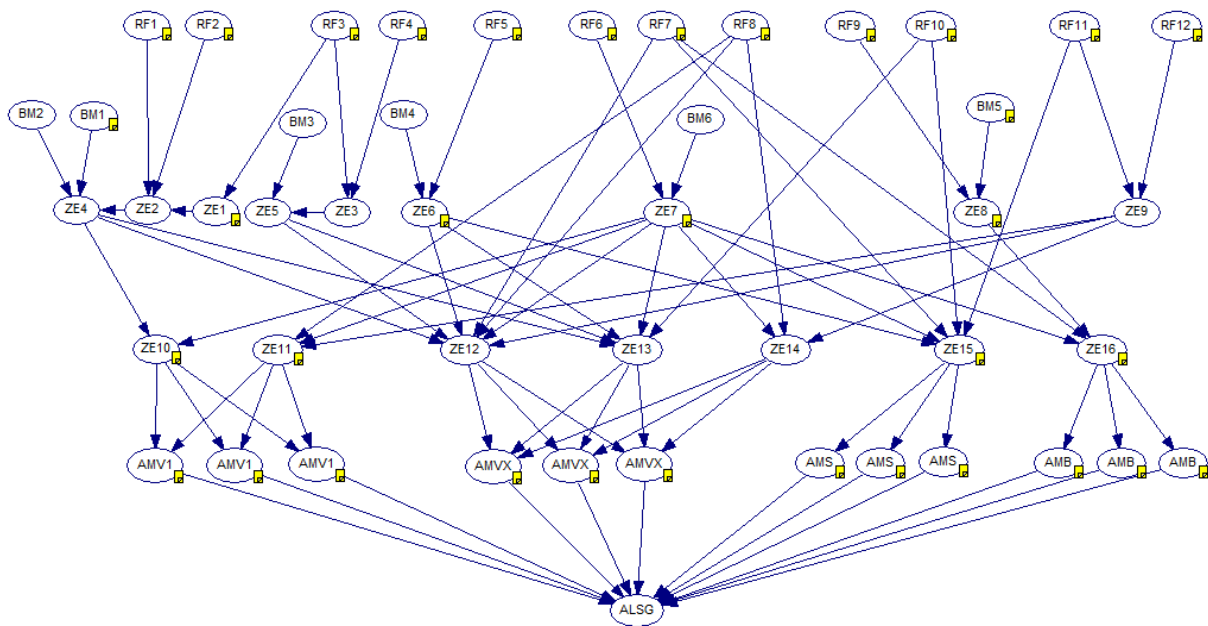 RF1 RF2 RF3 RF4 RF5 RF6 RF7 RF8 RF9 RF10 RF11 RF12
BM2 BM1 BM3 BM4 BM6 BM5
ZE4 ZE2 ZE1 ZE5 ZE3 ZE6 ZE7 ZE8 ZE9
ZE10 ZE11 ZE12 ZE13 ZE14 ZE15 ZE16
AMV1 AMV1 AMV1 AMVX AMVX AMVX AMS AMS AMS AMB AMB AMB
ALSG